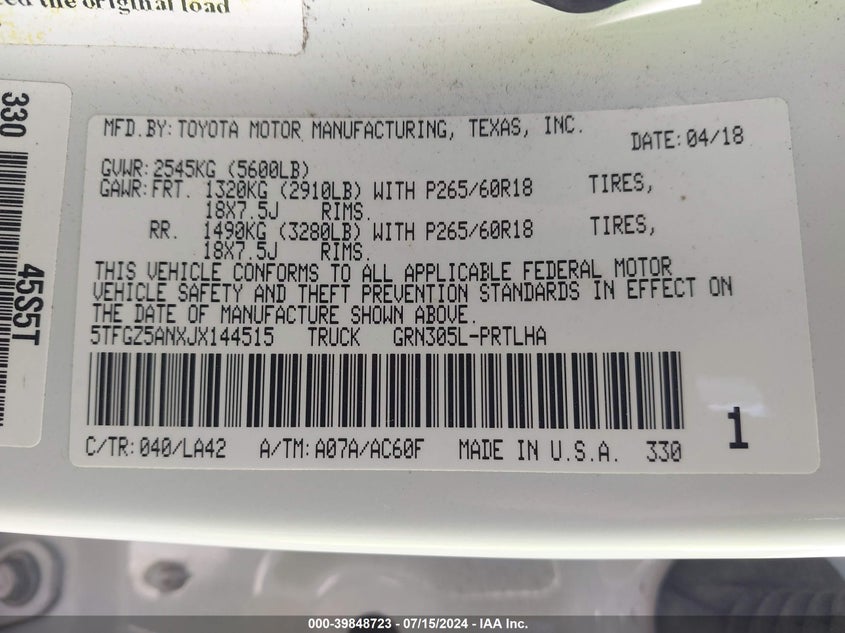 the original load
330
45S5T
MFD.BY:TOYOTA MOTOR MANUFACTURING, TEXAS, INC. DATE:04/18
GVWR:2545KG (5600LB)
GAWR:FRT. 1320KG (2910LB) WITH P265/60R18 TIRES,
18X7.5J RIMS.
RR. 1490KG (3280LB) WITH P265/60R18 TIRES,
18X7.5J RIMS.
THIS VEHICLE CONFORMS TO ALL APPLICABLE FEDERAL MOTOR
VEHICLE SAFETY AND THEFT PREVENTION STANDARDS IN EFFECT ON
THE DATE OF MANUFACTURE SHOWN ABOVE.
5TFGZ5ANXJX144515 TRUCK GRN305L-PRTLHA
1
C/TR:040/LA42 A/TM:A07A/AC60F MADE IN U.S.A. 330
000-39848723 - 07/15/2024 - IAA Inc.